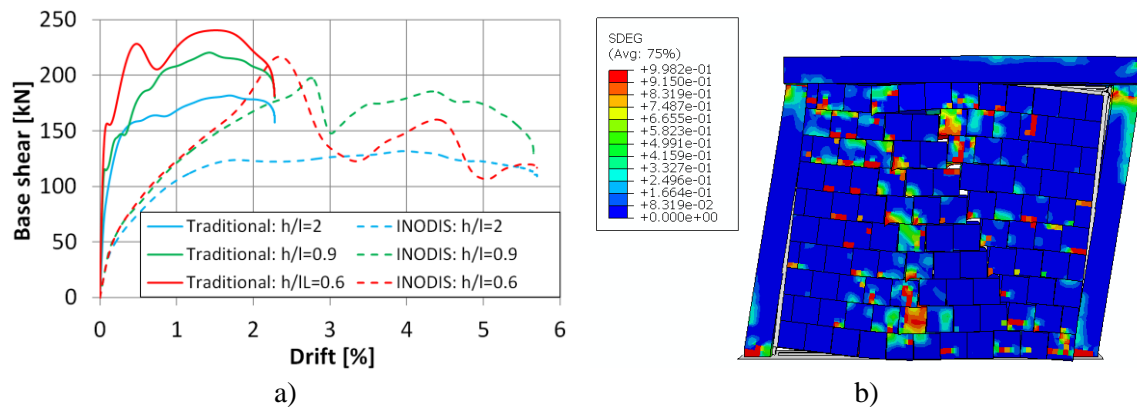 250
200
150
100
50
0
Base shear [kN]
Traditional: h/l=2
INODIS: h/l=2
Traditional: h/l=0.9
INODIS: h/l=0.9
Traditional: h/lL=0.6
INODIS: h/l=0.6
0 1 2 3 4 5 6
Drift [%]
a)
SDEG
(Avg: 75%)
+9.982e-01
+9.150e-01
+8.319e-01
+7.487e-01
+6.655e-01
+5.823e-01
+4.991e-01
+4.159e-01
+3.327e-01
+2.496e-01
+1.664e-01
+8.319e-02
+0.000e+00
b)